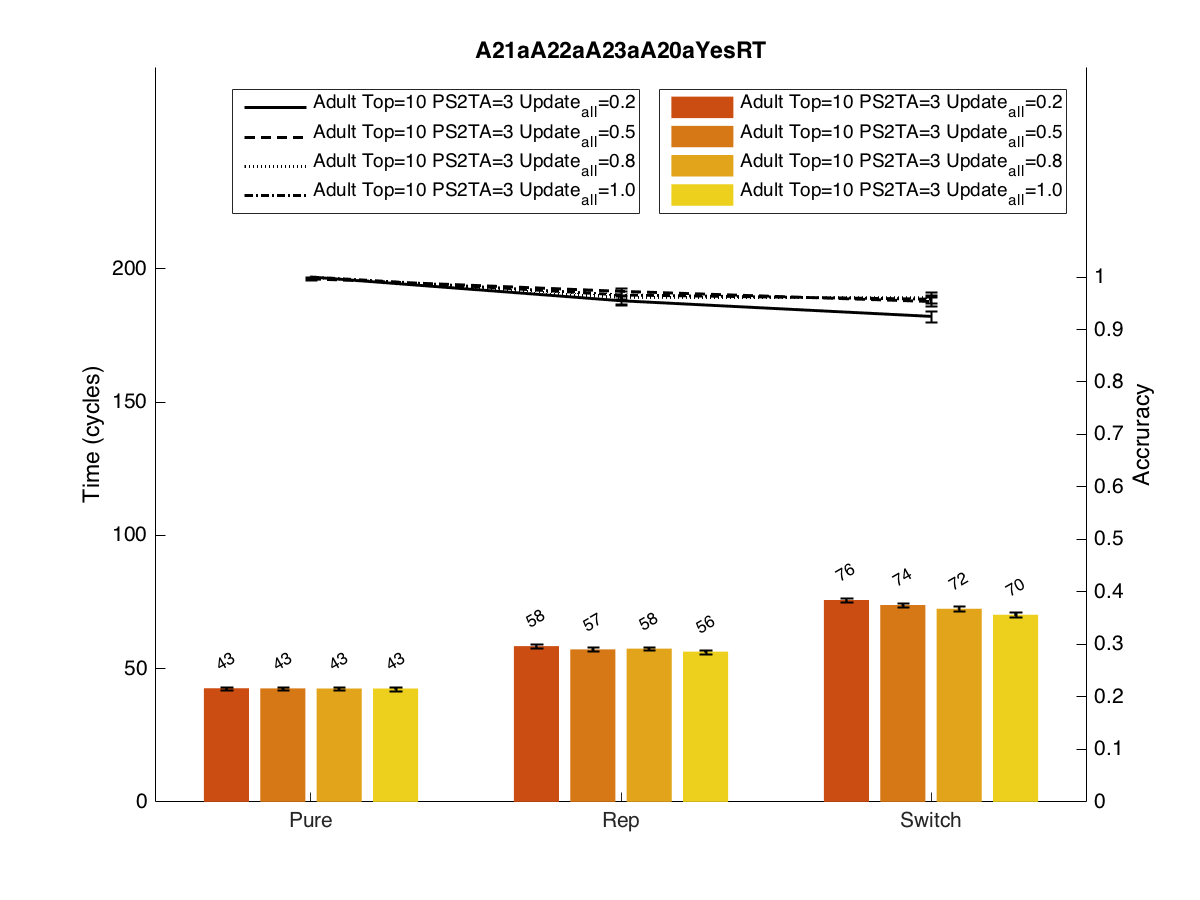 A21aA22aA23aA20aYesRT
Adult Top=10 PS2TA=3 Update_all=0.2
Adult Top=10 PS2TA=3 Update_all=0.5
Adult Top=10 PS2TA=3 Update_all=0.8
Adult Top=10 PS2TA=3 Update_all=1.0
Adult Top=10 PS2TA=3 Update_all=0.2
Adult Top=10 PS2TA=3 Update_all=0.5
Adult Top=10 PS2TA=3 Update_all=0.8
Adult Top=10 PS2TA=3 Update_all=1.0
Time (cycles)
200
150
100
50
0
43
43
43
43
58
57
58
56
76
74
72
70
Pure
Rep
Switch
1
0.9
0.8
0.7
0.6
0.5
0.4
0.3
0.2
0.1
0
Accruracy